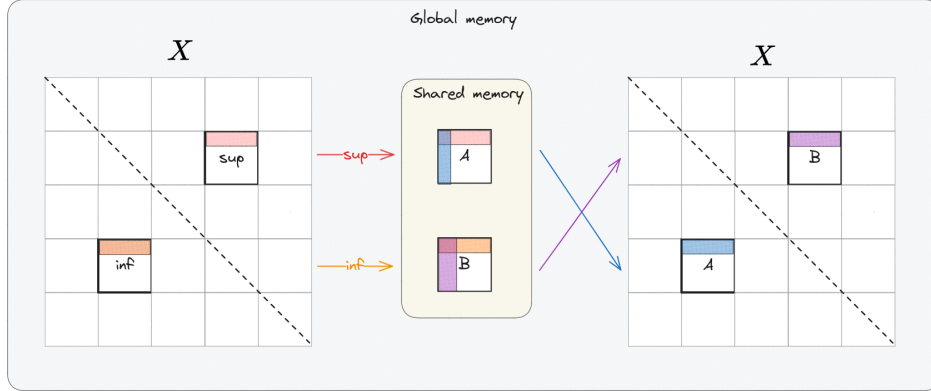 Global memory
X
X
Shared memory
sup
sup
A
B
inf
inf
B
A